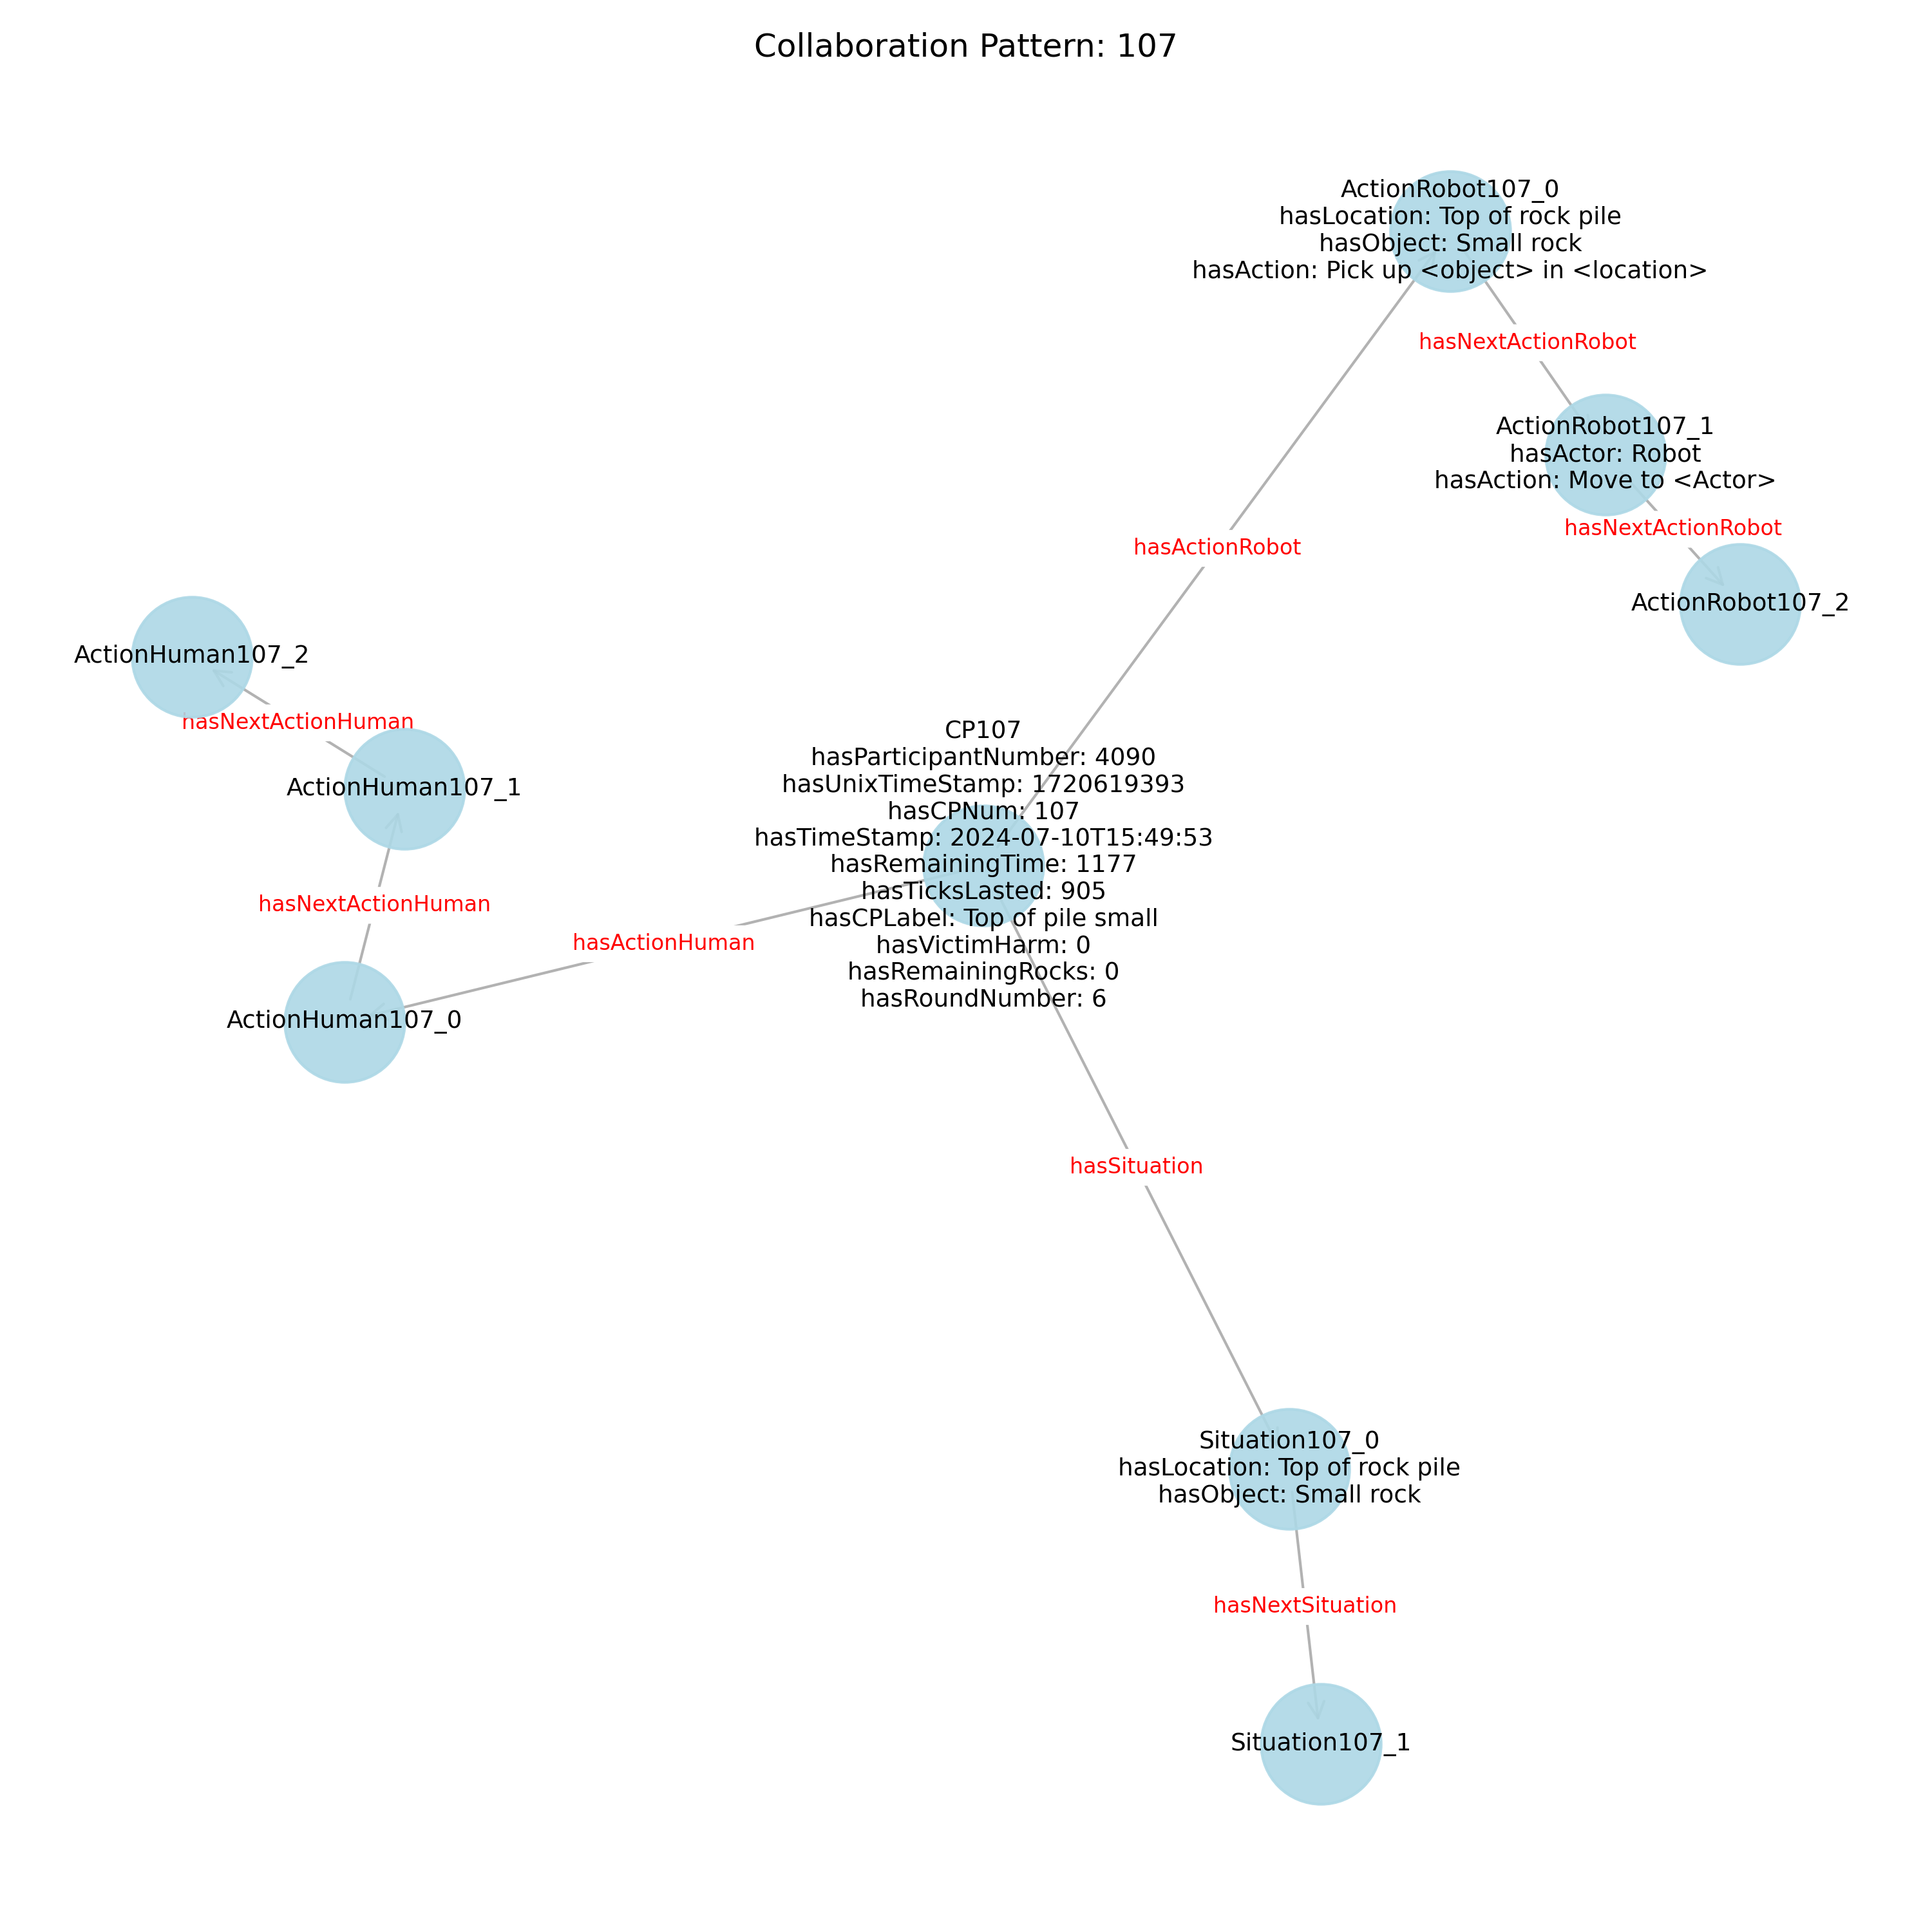 Collaboration Pattern: 107
ActionRobot107_0
hasLocation: Top of rock pile
hasObject: Small rock
hasAction: Pick up <object> in <location>
hasNextActionRobot
ActionRobot107_1
hasActor: Robot
hasAction: Move to <Actor>
hasNextActionRobot
hasActionRobot
ActionRobot107_2
ActionHuman107_2
hasNextActionHuman
ActionHuman107_1
hasNextActionHuman
ActionHuman107_0
hasActionHuman
CP107
hasParticipantNumber: 4090
hasUnixTimeStamp: 1720619393
hasCPNum: 107
hasTimeStamp: 2024-07-10T15:49:53
hasRemainingTime: 1177
hasTicksLasted: 905
hasCPLabel: Top of pile small
hasVictimHarm: 0
hasRemainingRocks: 0
hasRoundNumber: 6
hasSituation
Situation107_0
hasLocation: Top of rock pile
hasObject: Small rock
hasNextSituation
Situation107_1